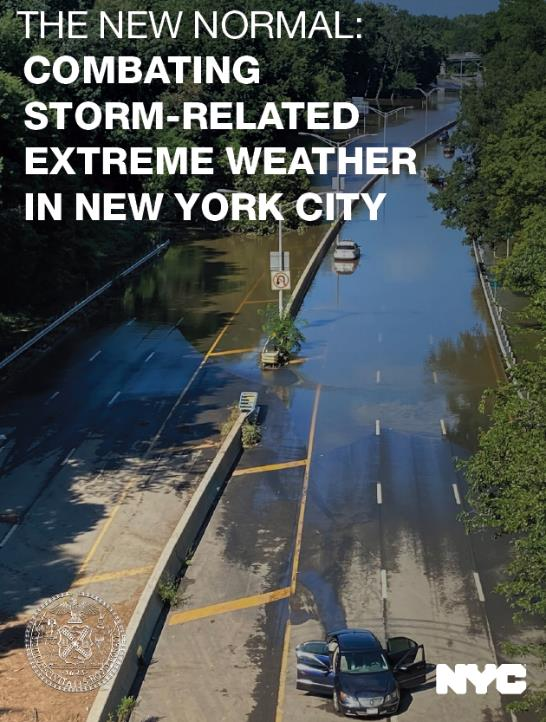 THE NEW NORMAL:
COMBATING
STORM-RELATED
EXTREME WEATHER
IN NEW YORK CITY
NYC